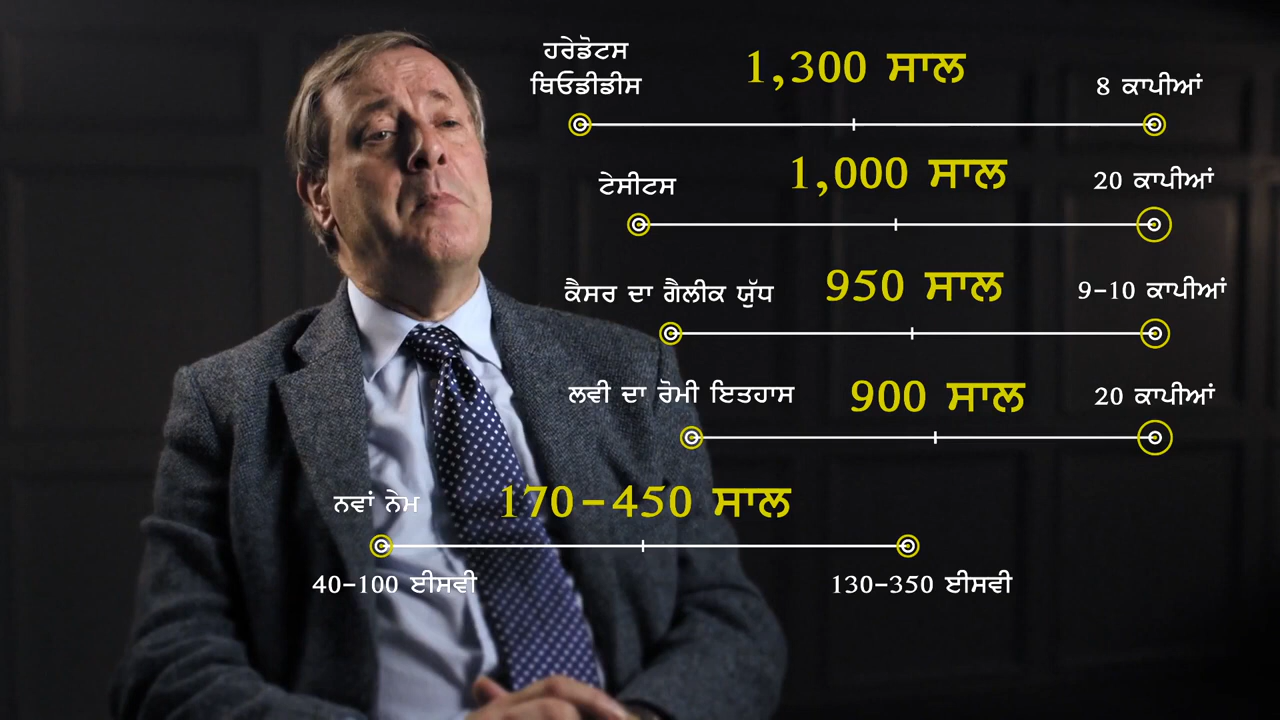 ਹਰੇਡੋਟਸ
ਥਿਓਡੀਡੀਸ
1,300 ਸਾਲ
8 ਕਾਪੀਆਂ
ਟੇਸੀਟਸ
1,000 ਸਾਲ
20 ਕਾਪੀਆਂ
ਕੈਸਰ ਦਾ ਗੈਲੀਕ ਯੁੱਧ
950 ਸਾਲ
9-10 ਕਾਪੀਆਂ
ਲਵੀ ਦਾ ਰੋਮੀ ਇਤਹਾਸ
900 ਸਾਲ
20 ਕਾਪੀਆਂ
ਨਵਾਂ ਨੇਮ
170-450 ਸਾਲ
40-100 ਈਸਵੀ
130-350 ਈਸਵੀ